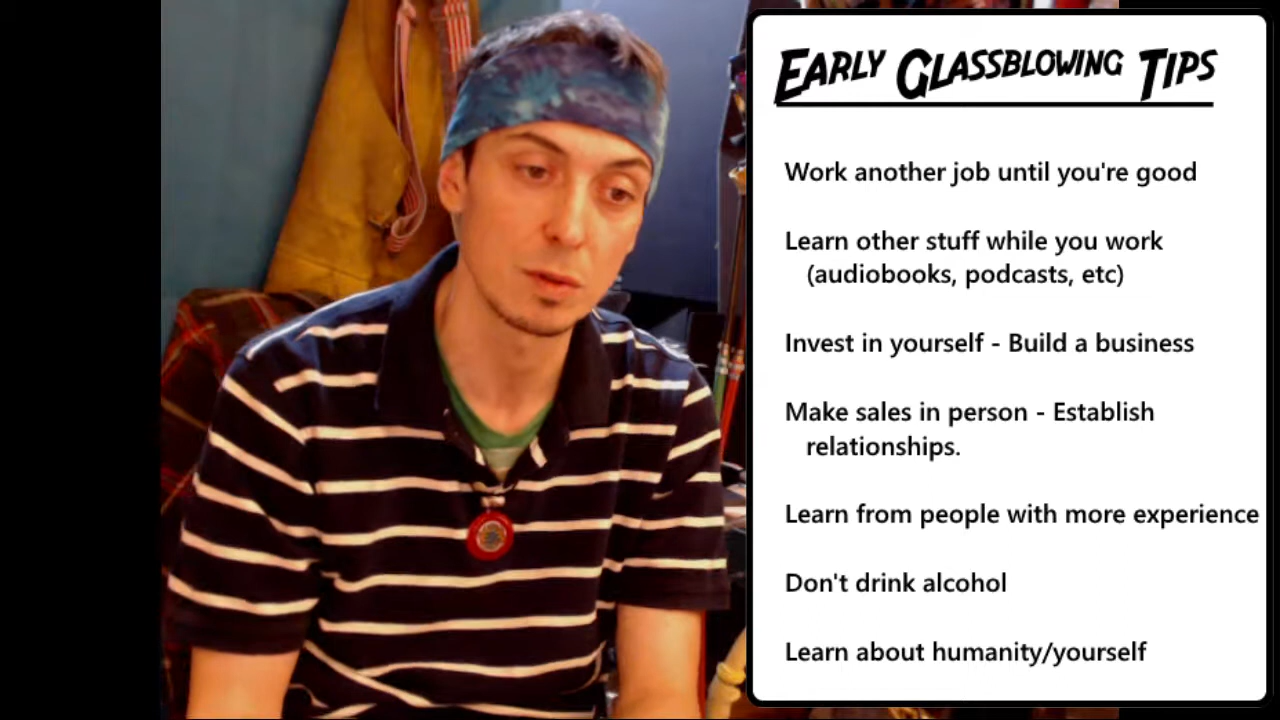 Early Glassblowing Tips
Work another job until you're good
Learn other stuff while you work
(audiobooks, podcasts, etc)
Invest in yourself - Build a business
Make sales in person - Establish
relationships.
Learn from people with more experience
Don't drink alcohol
Learn about humanity/yourself